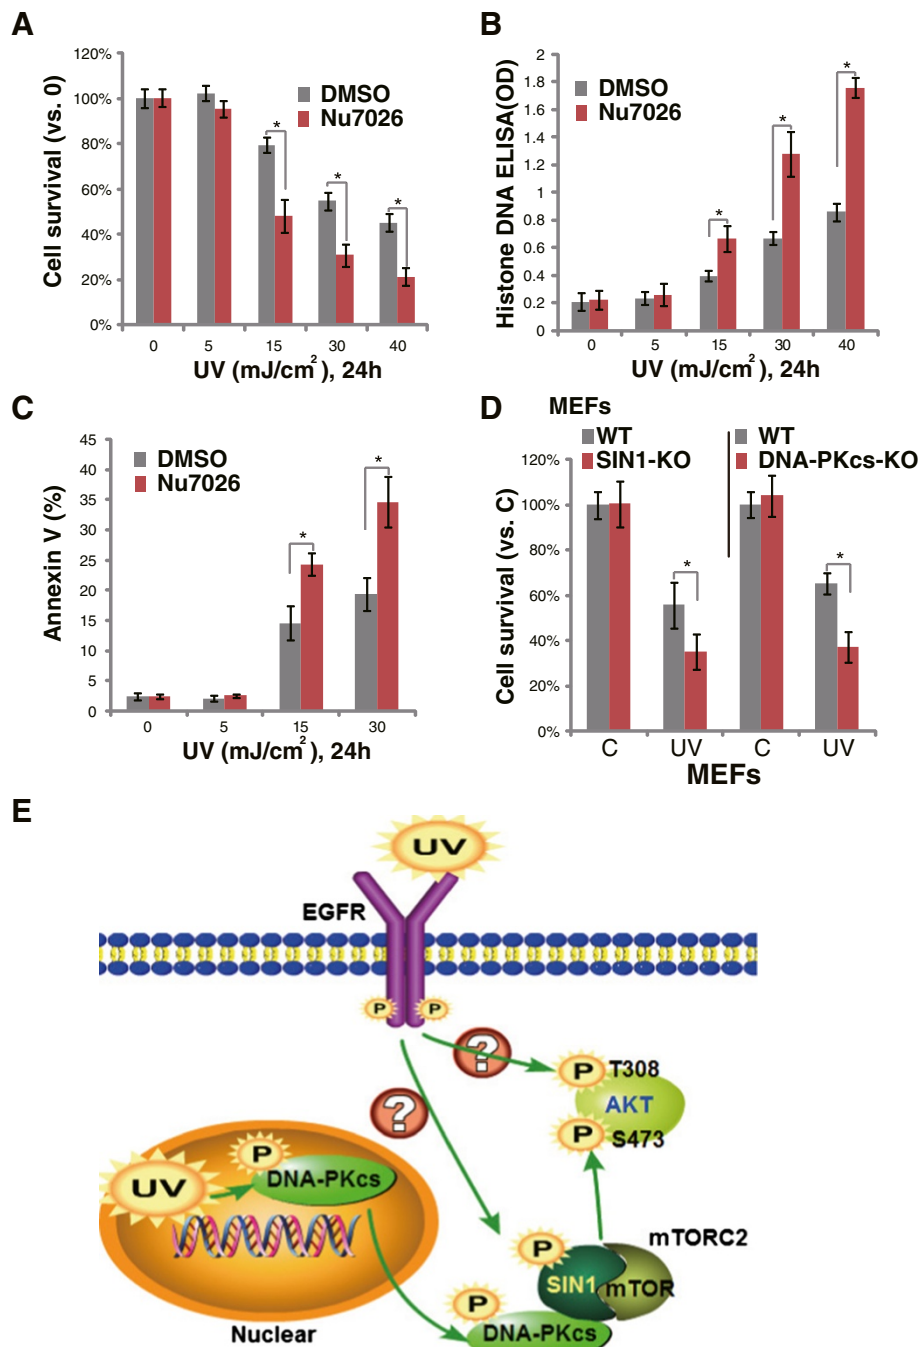 A
120%
100%
80%
60%
40%
20%
0%
Cell survival (vs. 0)
DMSO
Nu7026
*
*
*
0 5 15 30 40
UV (mJ/cm²), 24h
B
2
1.8
1.6
1.4
1.2
1
0.8
0.6
0.4
0.2
0
Histone DNA ELISA(OD)
DMSO
Nu7026
*
*
*
0 5 15 30 40
UV (mJ/cm²), 24h
C
45
40
35
30
25
20
15
10
5
0
Annexin V (%)
DMSO
Nu7026
*
*
0 5 15 30
UV (mJ/cm²), 24h
D
MEFs
WT
SIN1-KO
WT
DNA-PKcs-KO
120%
100%
80%
60%
40%
20%
0%
Cell survival (vs. C)
*
*
C UV C UV
MEFs
E
UV
EGFR
P
P
?
?
P
T308
AKT
P
S473
UV
P
DNA-PKcs
Nuclear
P
SIN1
mTOR
mTORC2
P
DNA-PKcs